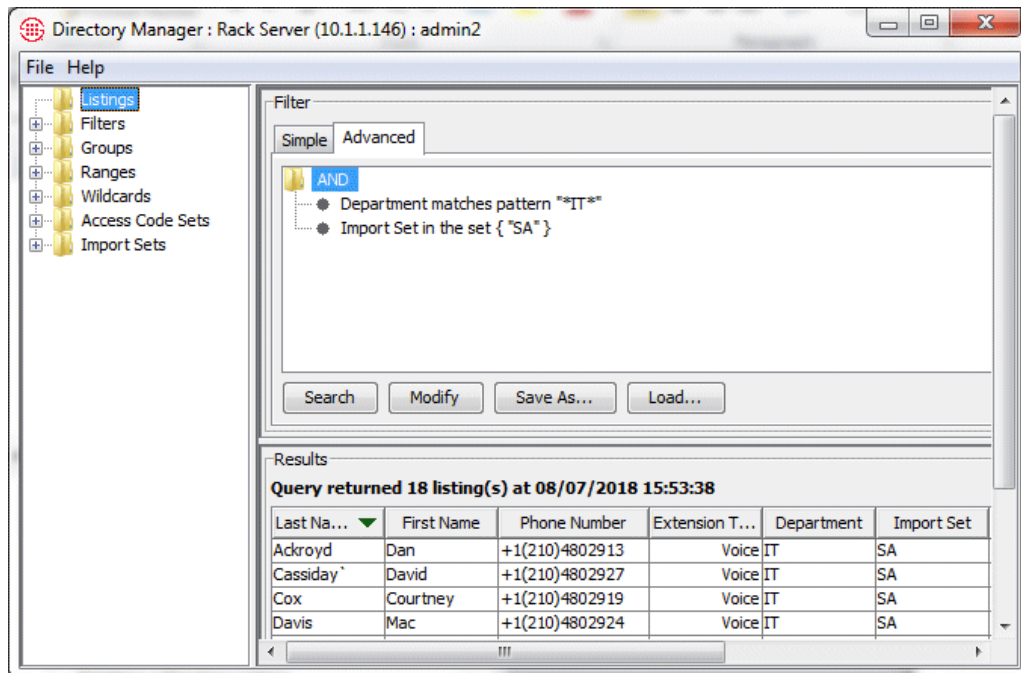 Directory Manager : Rack Server (10.1.1.146) : admin2
File Help
Listings
Filters
Groups
Ranges
Wildcards
Access Code Sets
Import Sets
Filter
Simple Advanced
AND
Department matches pattern "*IT*"
Import Set in the set { "SA" }
Search Modify Save As... Load...
Results
Query returned 18 listing(s) at 08/07/2018 15:53:38
Last Na... First Name Phone Number Extension T... Department Import Set
Ackroyd Dan +1(210)4802913 Voice IT SA
Cassiday` David +1(210)4802927 Voice IT SA
Cox Courtney +1(210)4802919 Voice IT SA
Davis Mac +1(210)4802924 Voice IT SA